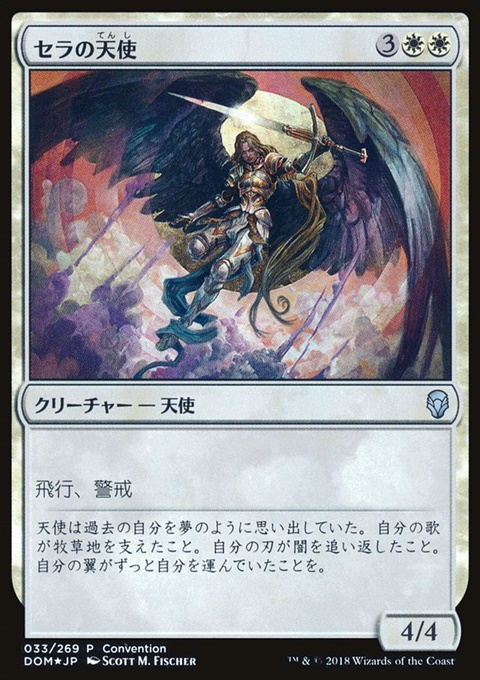 セラの天使
てんし
3
クリーチャー — 天使
飛行、警戒
天使は過去の自分を夢のように思い出していた。自分の歌
が牧草地を支えたこと。自分の刃が闇を追い返したこと。
自分の翼がずっと自分を運んでいたことを。
4/4
033/269 P Convention
DOM★JP Scott M. Fischer
™ & © 2018 Wizards of the Coast